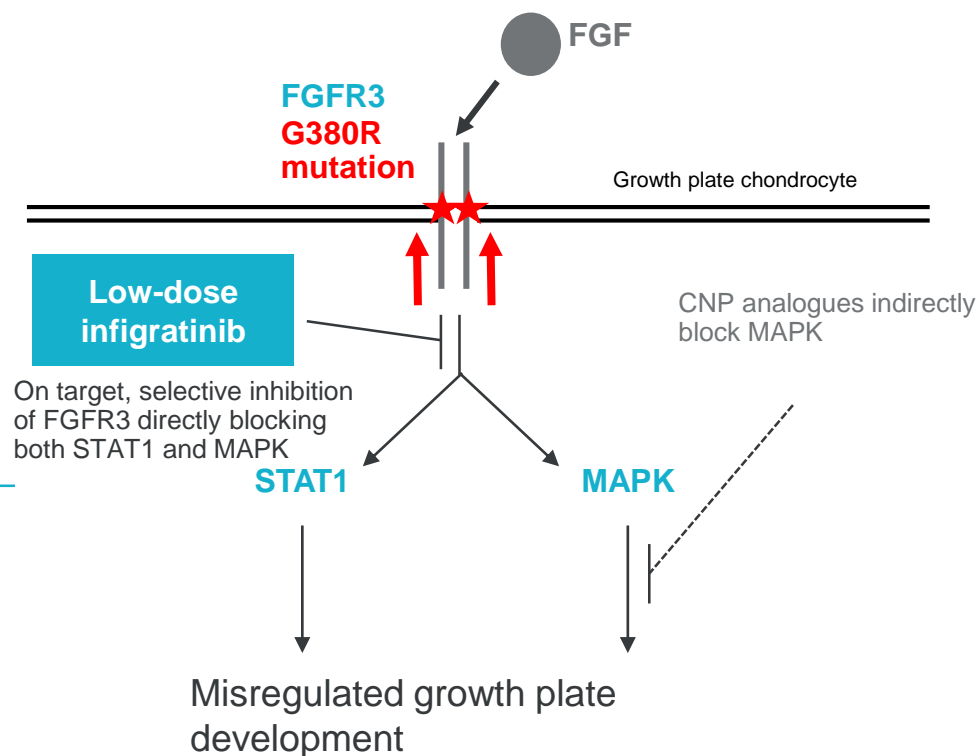 FGF
FGFR3
G380R
mutation
Growth plate chondrocyte
Low-dose
infigratinib
CNP analogues indirectly
block MAPK
On target, selective inhibition
of FGFR3 directly blocking
both STAT1 and MAPK
STAT1
MAPK
Misregulated growth plate
development